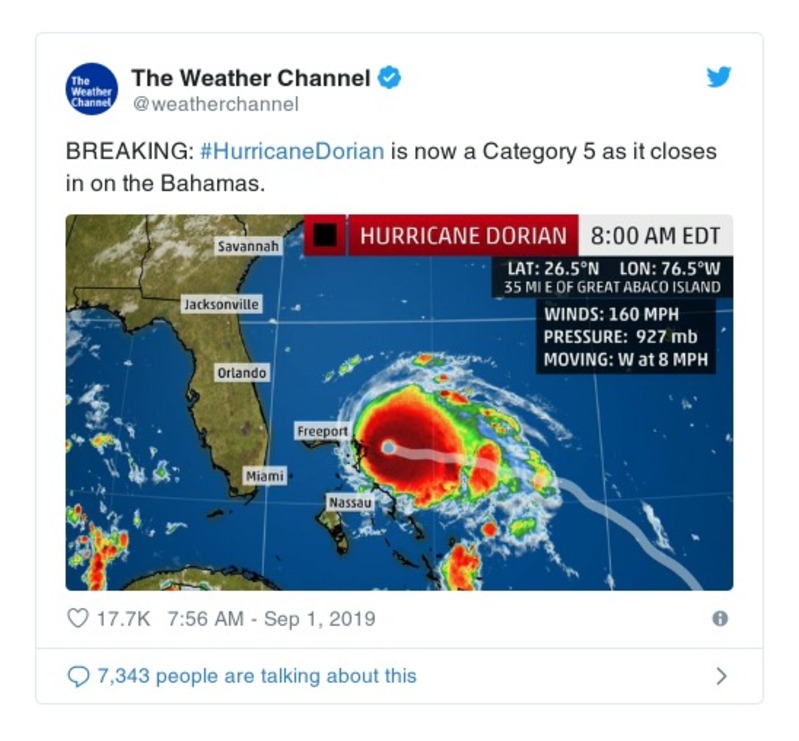 The Weather Channel
The Weather Channel
@weatherchannel
BREAKING: #HurricaneDorian is now a Category 5 as it closes
in on the Bahamas.
HURRICANE DORIAN 8:00 AM EDT
LAT: 26.5°N LON: 76.5°W
35 MI E OF GREAT ABACO ISLAND
WINDS: 160 MPH
PRESSURE: 927 mb
MOVING: W at 8 MPH
Savannah
Jacksonville
Orlando
Freeport
Miami
Nassau
17.7K 7:56 AM - Sep 1, 2019
7,343 people are talking about this